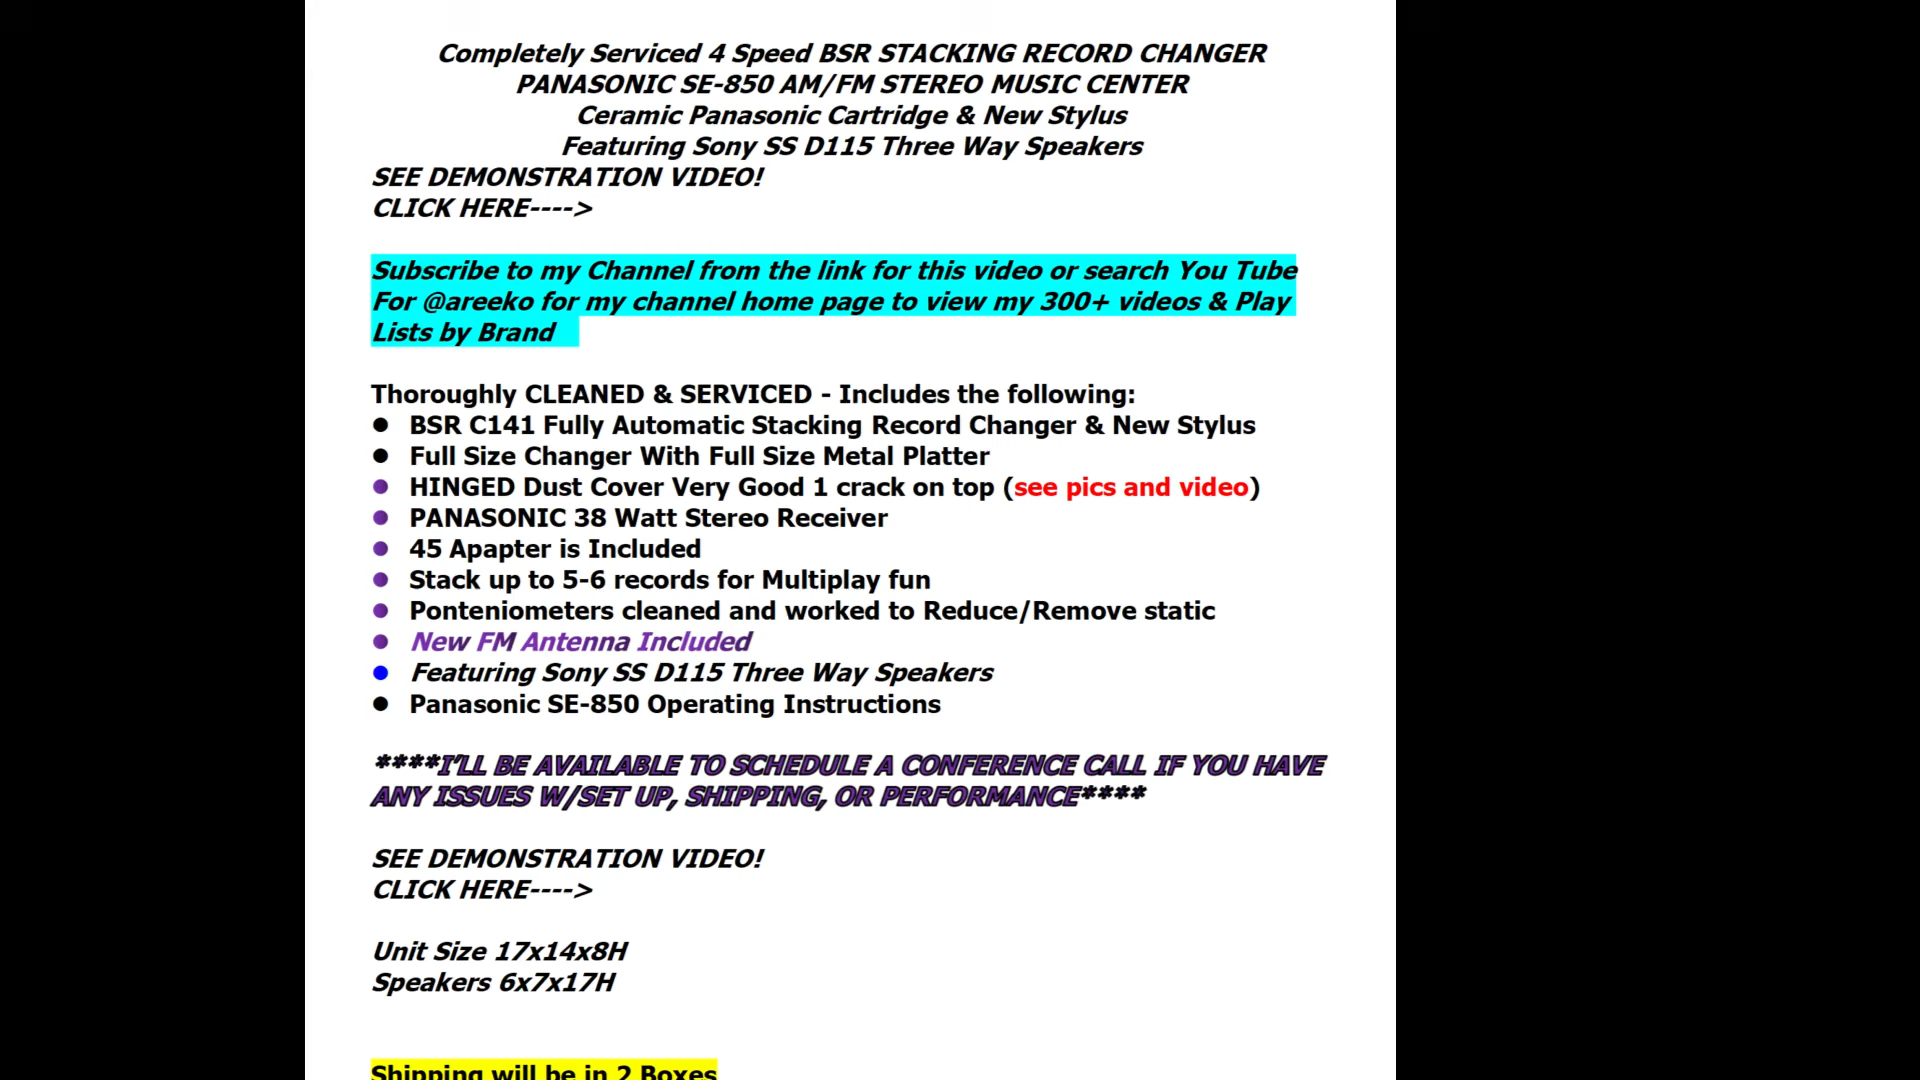 Completely Serviced 4 Speed BSR STACKING RECORD CHANGER
PANASONIC SE-850 AM/FM STEREO MUSIC CENTER
Ceramic Panasonic Cartridge & New Stylus
Featuring Sony SS D115 Three Way Speakers
SEE DEMONSTRATION VIDEO!
CLICK HERE---->
Subscribe to my Channel from the link for this video or search You Tube
For @areeko for my channel home page to view my 300+ videos & Play
Lists by Brand
Thoroughly CLEANED & SERVICED - Includes the following:
● BSR C141 Fully Automatic Stacking Record Changer & New Stylus
● Full Size Changer With Full Size Metal Platter
● HINGED Dust Cover Very Good 1 crack on top (see pics and video)
● PANASONIC 38 Watt Stereo Receiver
● 45 Apapter is Included
● Stack up to 5-6 records for Multiplay fun
● Ponteniometers cleaned and worked to Reduce/Remove static
● New FM Antenna Included
● Featuring Sony SS D115 Three Way Speakers
● Panasonic SE-850 Operating Instructions
****I'LL BE AVAILABLE TO SCHEDULE A CONFERENCE CALL IF YOU HAVE
ANY ISSUES W/SET UP, SHIPPING, OR PERFORMANCE****
SEE DEMONSTRATION VIDEO!
CLICK HERE---->
Unit Size 17x14x8H
Speakers 6x7x17H
Shipping will be in 2 Boxes